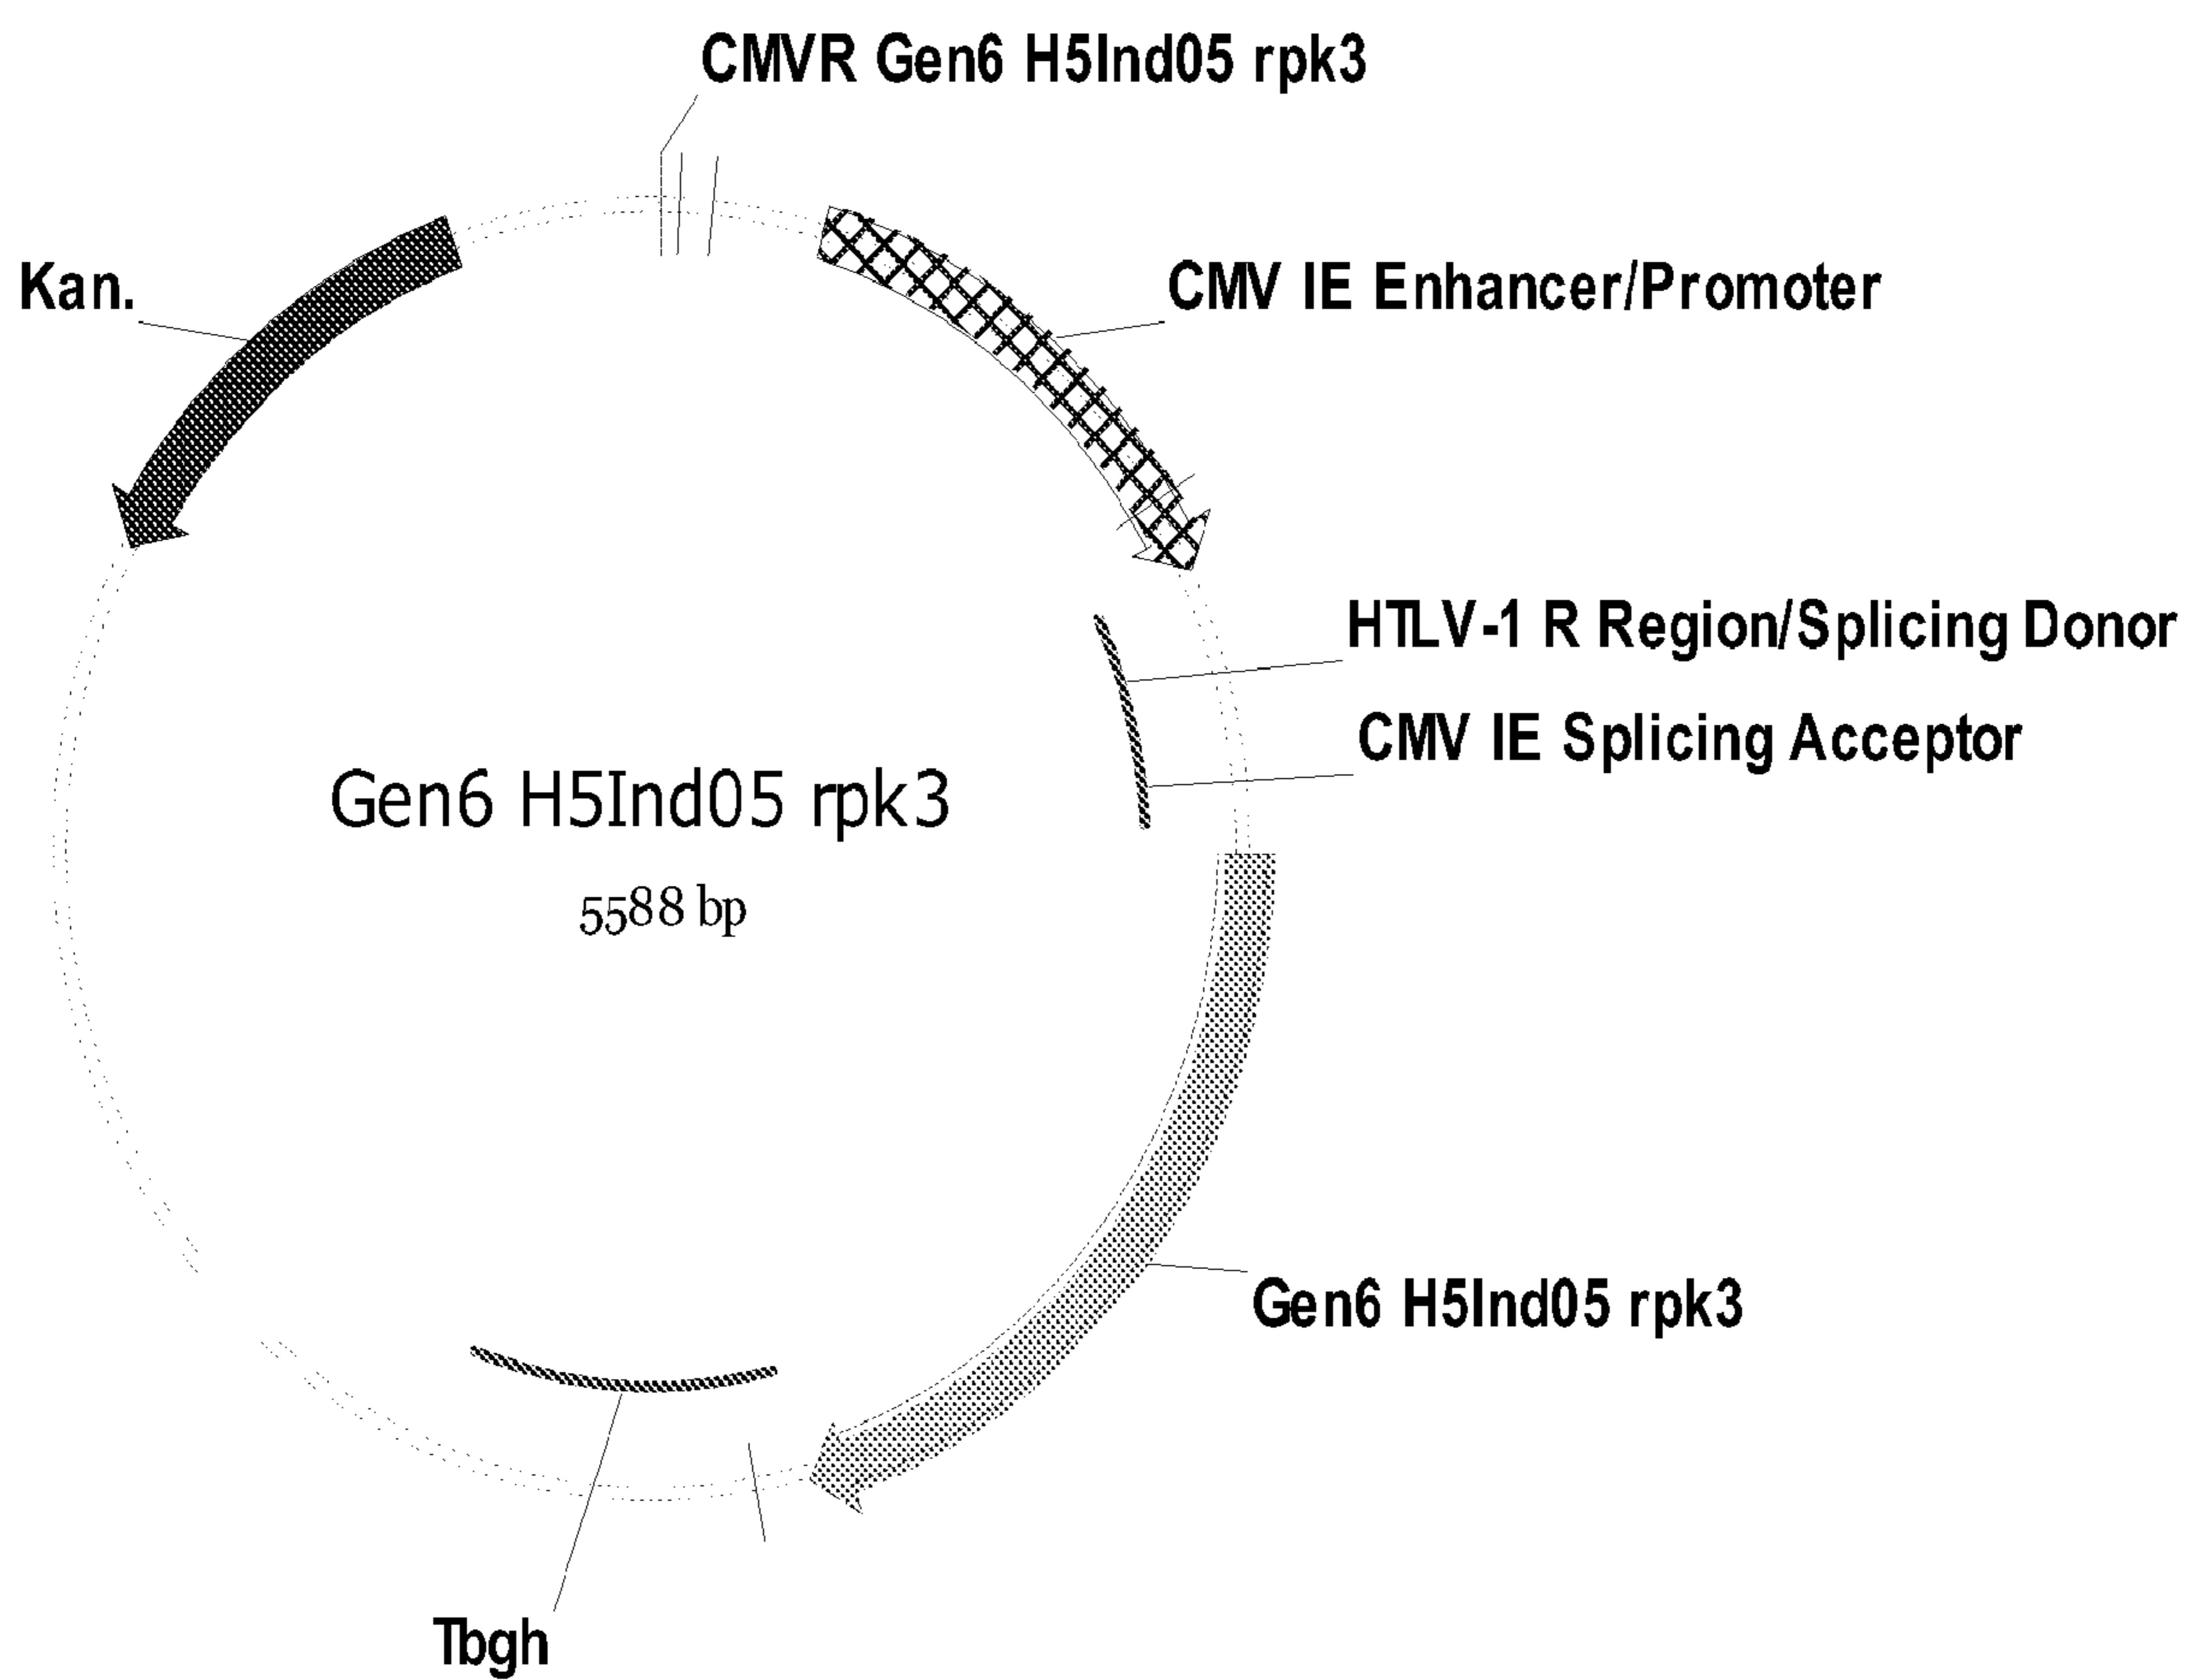 CMVR Gen6 H5Ind05 rpk3
Kan.
CMV IE Enhancer/Promoter
HTLV-1 R Region/Splicing Donor
CMV IE Splicing Acceptor
Gen6 H5Ind05 rpk3
5588 bp
Gen6 H5Ind05 rpk3
Tbgh